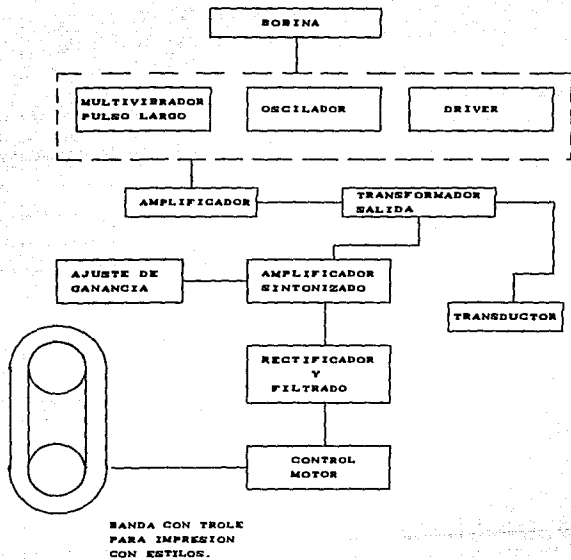 BOBINA
MULTIVIBRADOR
PULSO LARGO
OSCILADOR
DRIVER
AMPLIFICADOR
TRANSFORMADOR
SALIDA
AJUSTE DE
GANANCIA
AMPLIFICADOR
SINTONIZADO
TRANSDUCTOR
RECTIFICADOR
Y
FILTRADO
CONTROL
MOTOR
BANDA CON TROLE
PARA IMPRESION
CON ESTILOS.